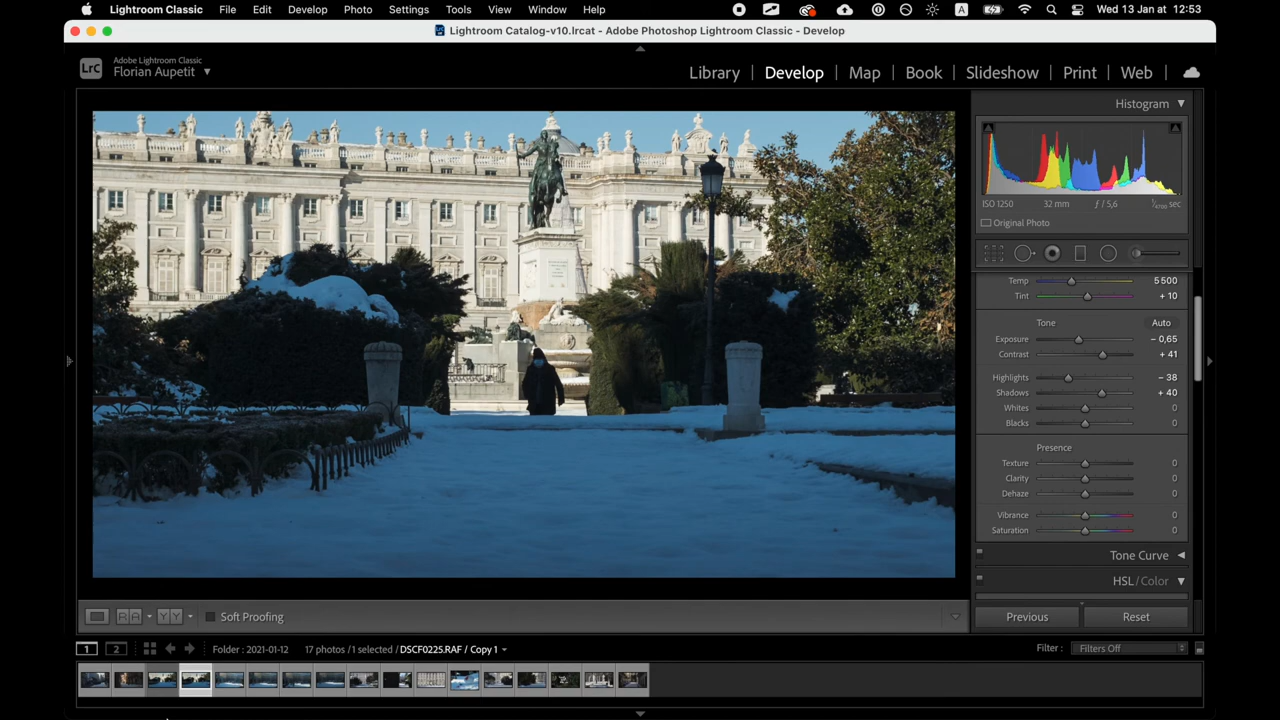 Lightroom Classic File Edit Develop Photo Settings Tools View Window Help A Wed 13 Jan at 12:53
Lightroom Catalog-v10.lrcat - Adobe Photoshop Lightroom Classic - Develop
LrC Adobe Lightroom Classic
Florian Aupetit
Library Develop Map Book Slideshow Print Web
Histogram
ISO 1250 32 mm ƒ / 5,6 sec
Original Photo
Temp 5 500
Tint + 10
Tone Auto
Exposure − 0,65
Contrast + 41
Highlights − 38
Shadows + 40
Whites 0
Blacks 0
Presence
Texture 0
Clarity 0
Dehaze 0
Vibrance 0
Saturation 0
Tone Curve
HSL / Color
RA YY Soft Proofing Previous Reset
1 2 Folder : 2021-01-12 17 photos / 1 selected / DSCF0225.RAF / Copy 1 Filter : Filters Off